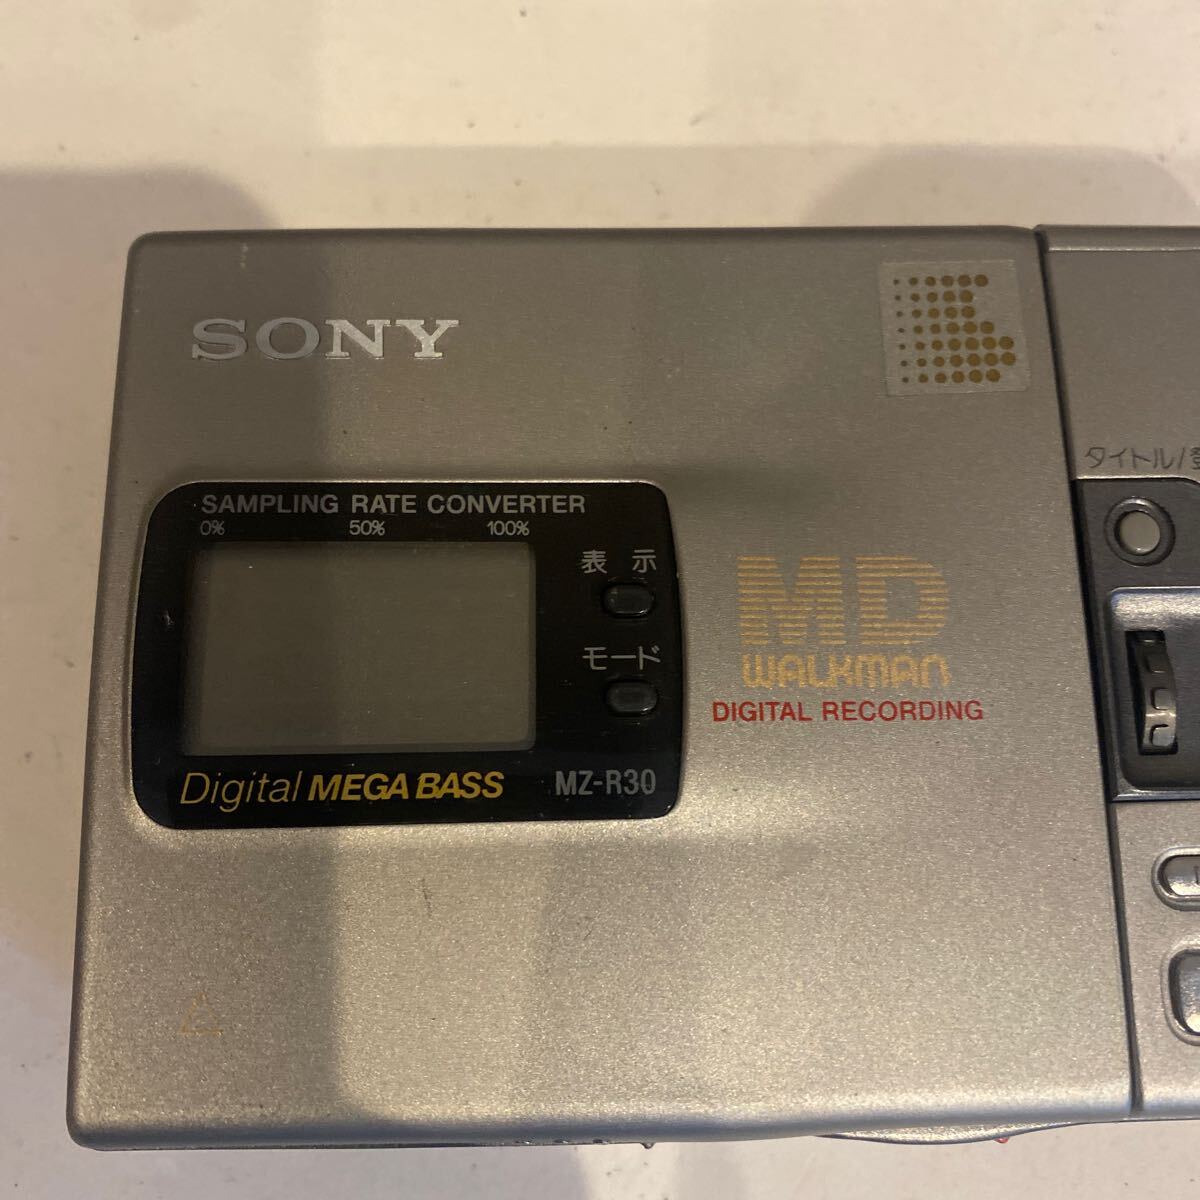 SONY
タイトル/
SAMPLING RATE CONVERTER
0% 50% 100%
表示
モード
MD
WALKMAN
DIGITAL RECORDING
Digital MEGA BASS
MZ-R30